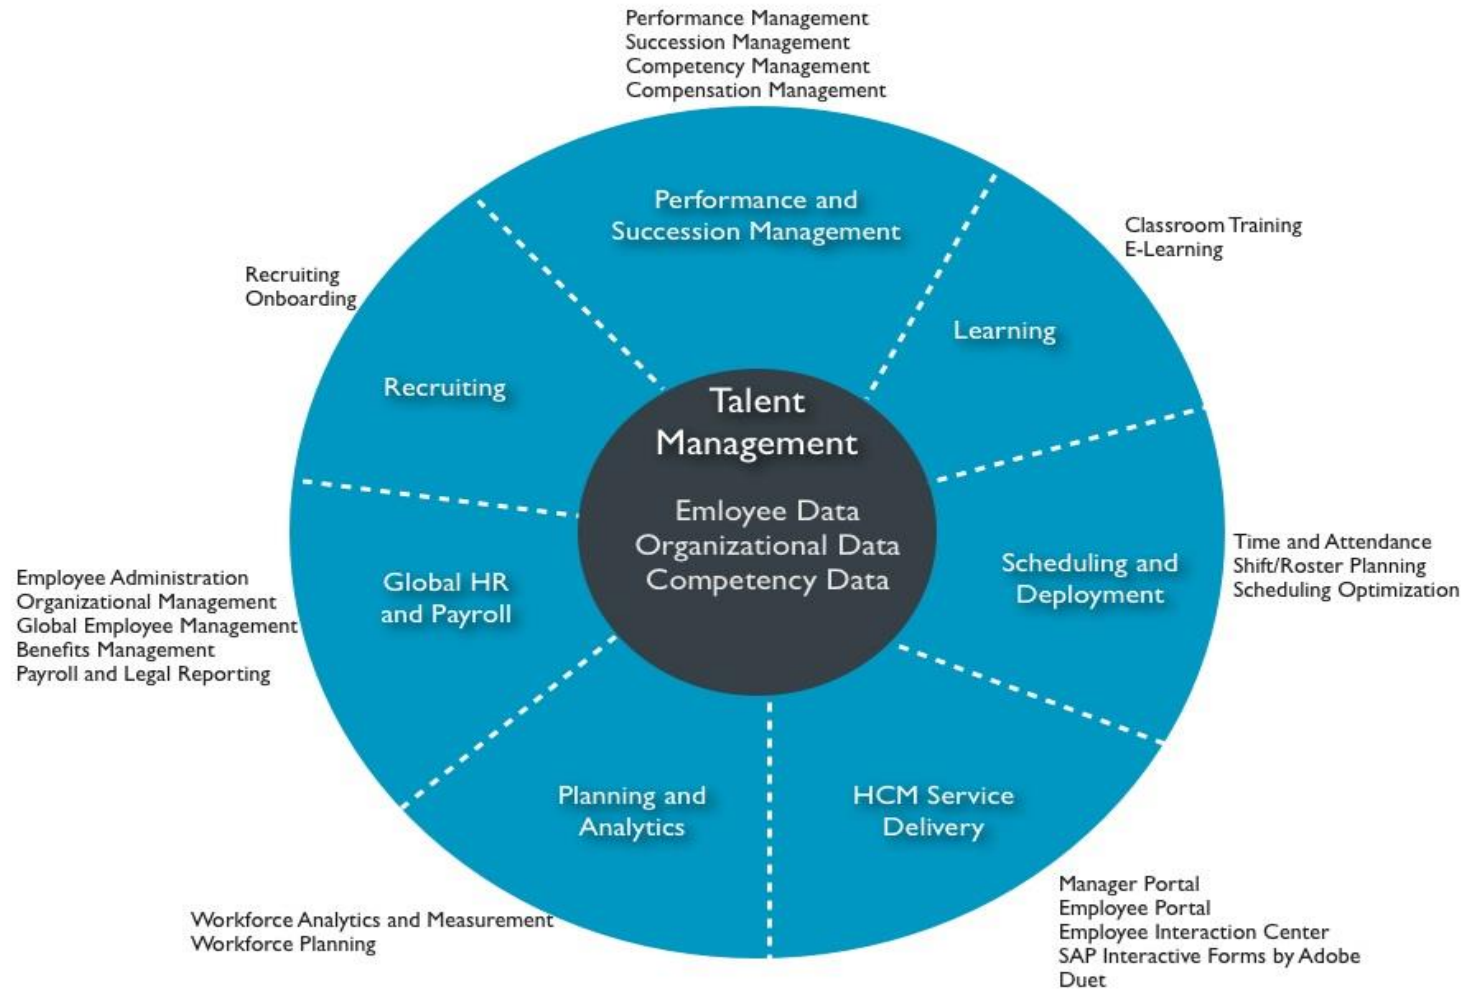 Performance Management
Succession Management
Competency Management
Compensation Management
Performance and
Succession Management
Classroom Training
E-Learning
Learning
Recruiting
Onboarding
Recruiting
Talent
Management
Emloyee Data
Organizational Data
Competency Data
Time and Attendance
Shift/Roster Planning
Scheduling Optimization
Scheduling and
Deployment
Employee Administration
Organizational Management
Global Employee Management
Benefits Management
Payroll and Legal Reporting
Global HR
and Payroll
Planning and
Analytics
HCM Service
Delivery
Workforce Analytics and Measurement
Workforce Planning
Manager Portal
Employee Portal
Employee Interaction Center
SAP Interactive Forms by Adobe
Duet